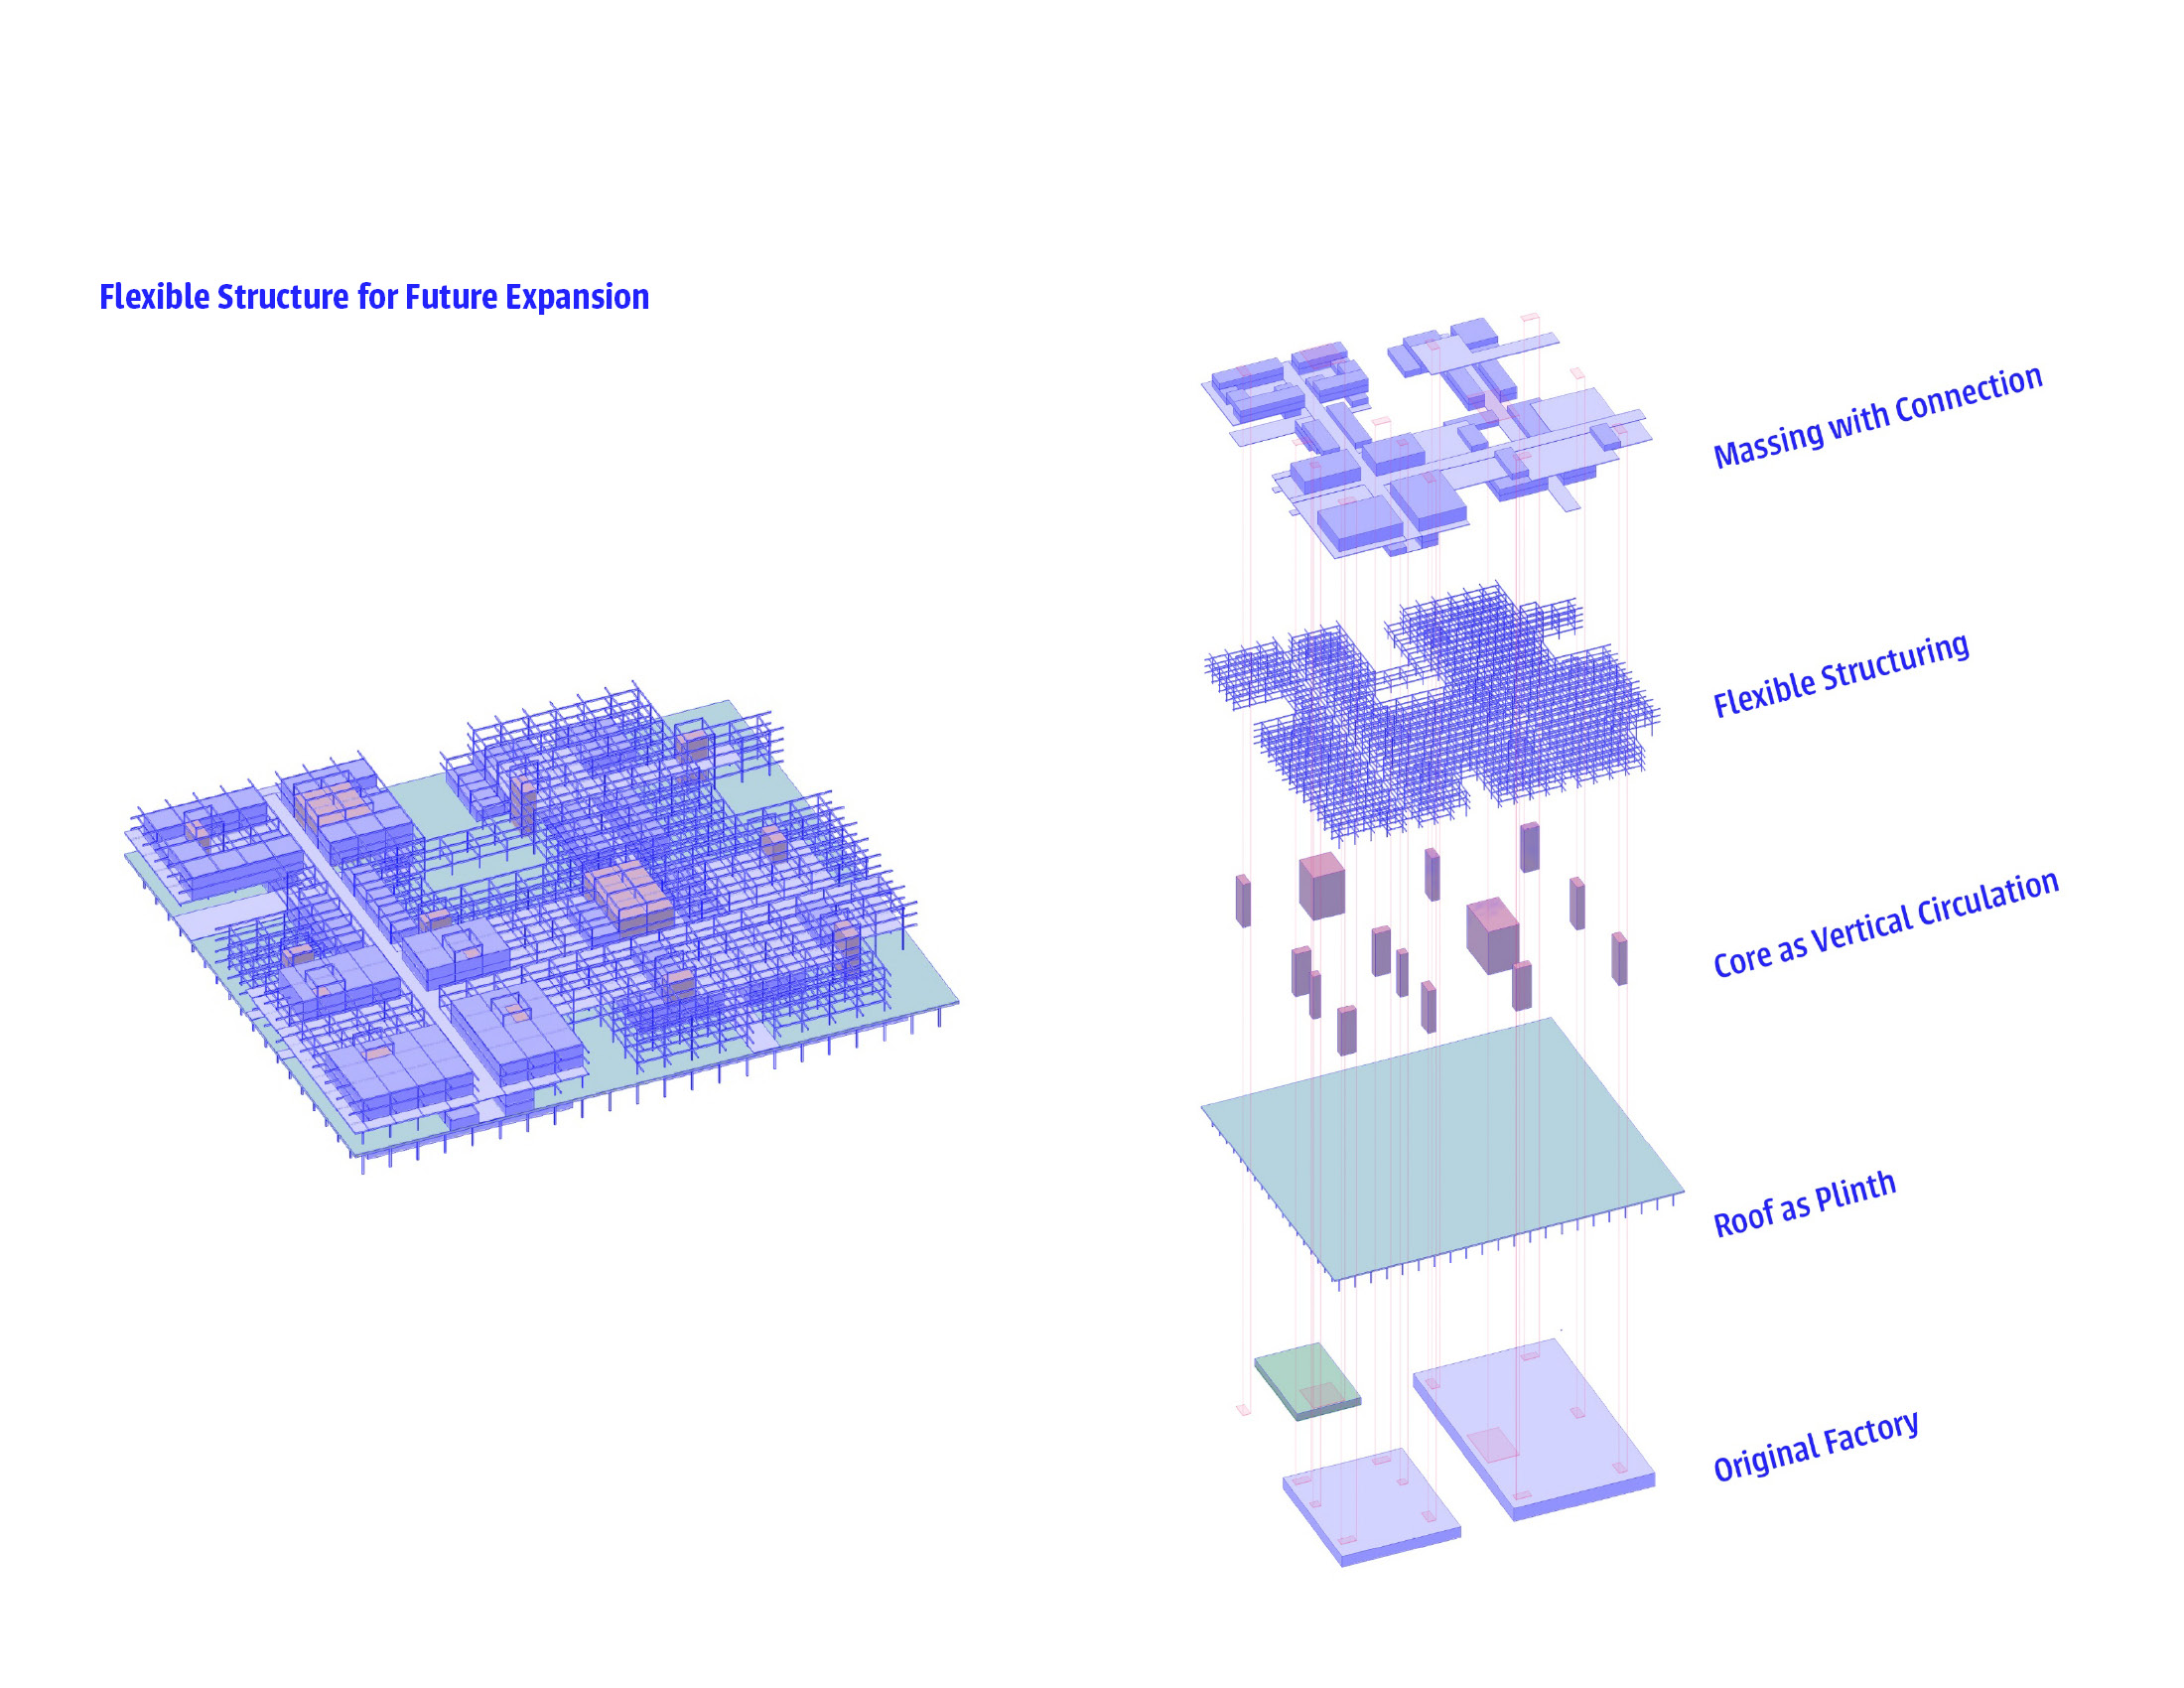 Flexible Structure for Future Expansion
Massing with Connection
Flexible Structuring
Core as Vertical Circulation
Roof as Plinth
Original Factory